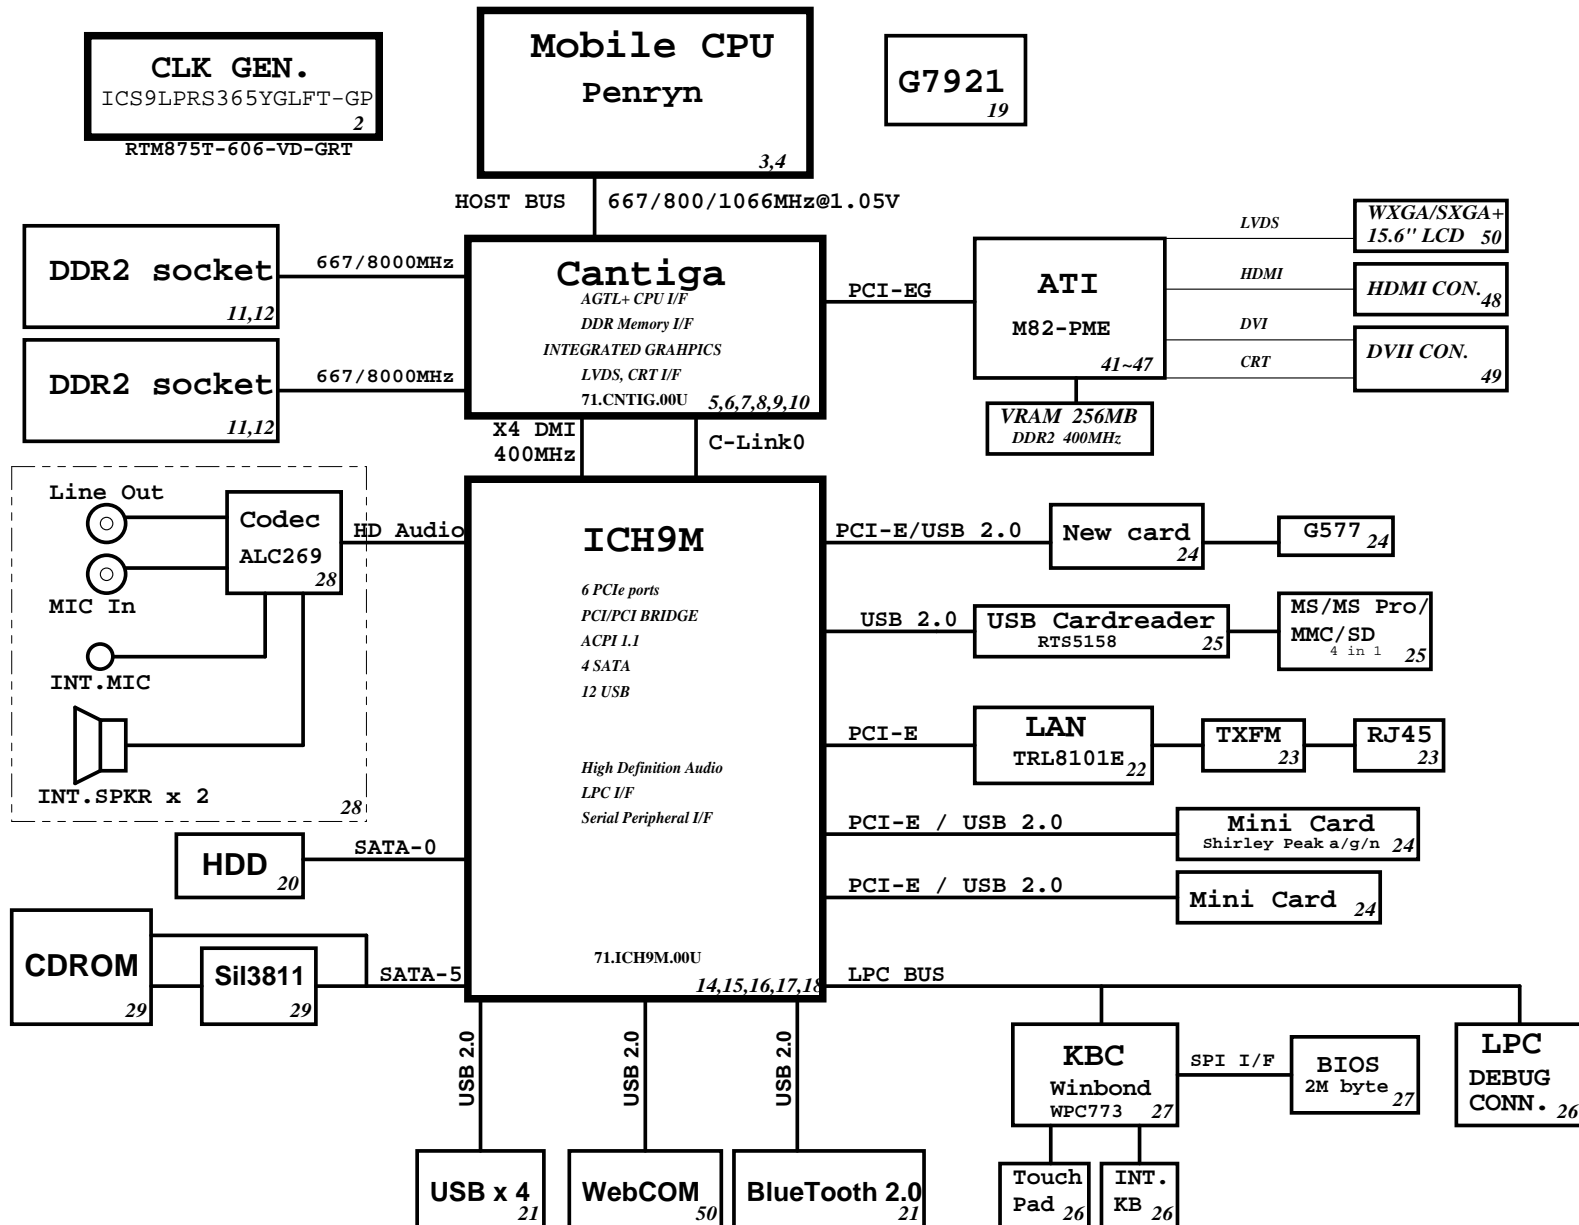 CLK GEN.
ICS9LPRS365YGLFT-GP
2
RTM875T-606-VD-GRT
Mobile CPU
Penryn
3,4
G7921
19
HOST BUS
667/800/1066MHz@1.05V
DDR2 socket
11,12
667/8000MHz
DDR2 socket
11,12
667/8000MHz
Cantiga
AGTL+ CPU I/F
DDR Memory I/F
INTEGRATED GRAHPICS
LVDS, CRT I/F
71.CNTIG.00U
5,6,7,8,9,10
PCI-EG
ATI
M82-PME
41~47
LVDS
HDMI
DVI
CRT
WXGA/SXGA+
15.6" LCD 50
HDMI CON.
48
DVII CON.
49
VRAM 256MB
DDR2 400MHz
X4 DMI
400MHz
C-Link0
Line Out
MIC In
INT.MIC
INT.SPKR x 2
28
Codec
ALC269
28
HD Audio
ICH9M
6 PCIe ports
PCI/PCI BRIDGE
ACPI 1.1
4 SATA
12 USB
High Definition Audio
LPC I/F
Serial Peripheral I/F
71.ICH9M.00U
14,15,16,17,18
PCI-E/USB 2.0
New card
24
G577 24
USB 2.0
USB Cardreader
RTS5158
25
MS/MS Pro/
MMC/SD
4 in 1
25
PCI-E
LAN
TRL8101E
22
TXFM
23
RJ45
23
PCI-E / USB 2.0
Mini Card
Shirley Peak a/g/n
24
PCI-E / USB 2.0
Mini Card
24
HDD
20
SATA-0
CDROM
29
SiI3811
29
SATA-5
LPC BUS
KBC
Winbond
WPC773
27
SPI I/F
BIOS
2M byte
27
LPC
DEBUG
CONN.
26
Touch
Pad 26
INT.
KB 26
USB 2.0
USB 2.0
USB 2.0
USB x 4
21
WebCOM
50
BlueTooth 2.0
21